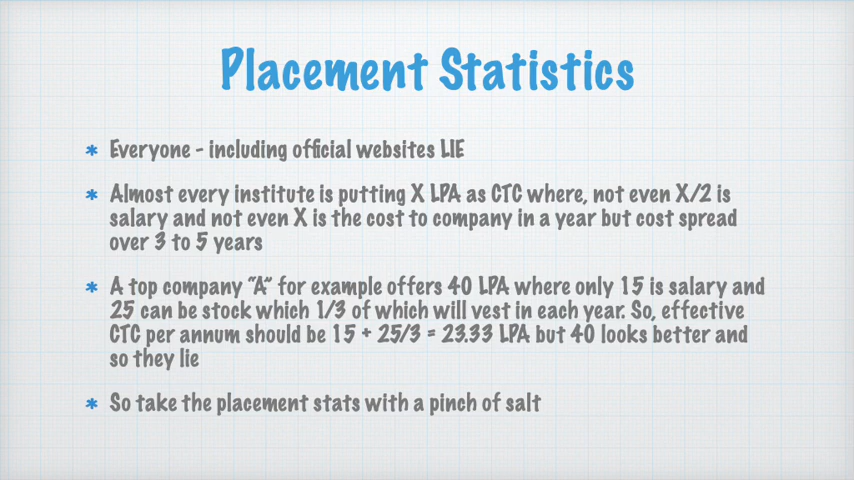 Placement Statistics
* Everyone - including official websites LIE
* Almost every institute is putting X LPA as CTC where, not even X/2 is
salary and not even X is the cost to company in a year but cost spread
over 3 to 5 years
* A top company “A” for example offers 40 LPA where only 15 is salary and
25 can be stock which 1/3 of which will vest in each year. So, effective
CTC per annum should be 15 + 25/3 = 23.33 LPA but 40 looks better and
so they lie
* So take the placement stats with a pinch of salt